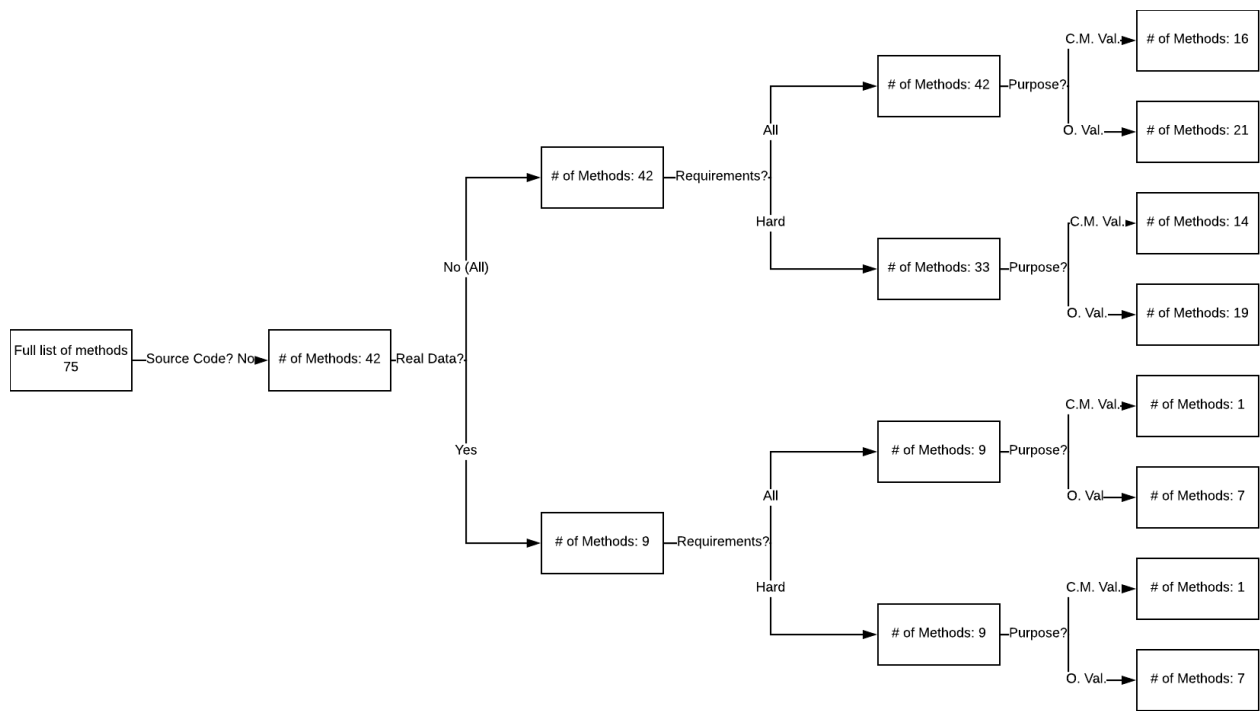 Full list of methods
75
Source Code? No
# of Methods: 42
Real Data?
No (All)
Yes
# of Methods: 42
Requirements?
All
Hard
# of Methods: 42
Purpose?
C.M. Val.
# of Methods: 16
O. Val.
# of Methods: 21
# of Methods: 33
Purpose?
C.M. Val.
# of Methods: 14
O. Val.
# of Methods: 19
# of Methods: 9
Requirements?
All
Hard
# of Methods: 9
Purpose?
C.M. Val.
# of Methods: 1
O. Val
# of Methods: 7
# of Methods: 9
Purpose?
C.M. Val.
# of Methods: 1
O. Val.
# of Methods: 7